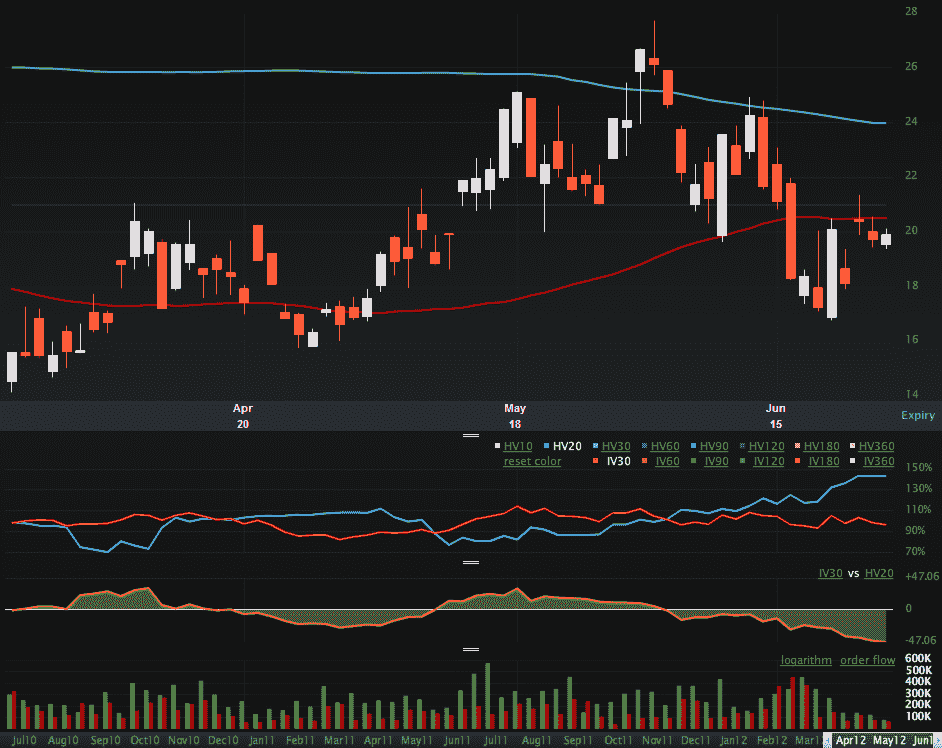 28
26
24
22
20
18
16
14
Apr May Jun
20 18 15 Expiry
HV10 HV20 HV30 HV60 HV90 HV120 HV180 HV360
reset color IV30 IV60 IV90 IV120 IV180 IV360
150%
130%
110%
90%
70%
IV30 vs HV20 +47.06
0
-47.06
logarithm order flow 600K
500K
400K
300K
200K
100K
Jul10 Aug10 Sep10 Oct10 Nov10 Dec10 Jan11 Feb11 Mar11 Apr11 May11 Jun11 Jul11 Aug11 Sep11 Oct11 Nov11 Dec11 Jan12 Feb12 Mar1 Apr12 May12 Jun1